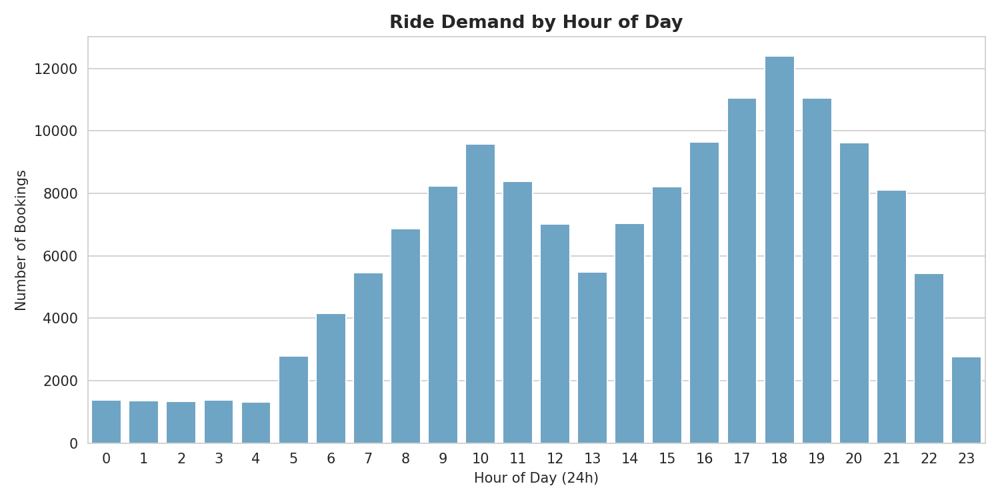 Ride Demand by Hour of Day
Number of Bookings
12000
10000
8000
6000
4000
2000
0
0 1 2 3 4 5 6 7 8 9 10 11 12 13 14 15 16 17 18 19 20 21 22 23
Hour of Day (24h)